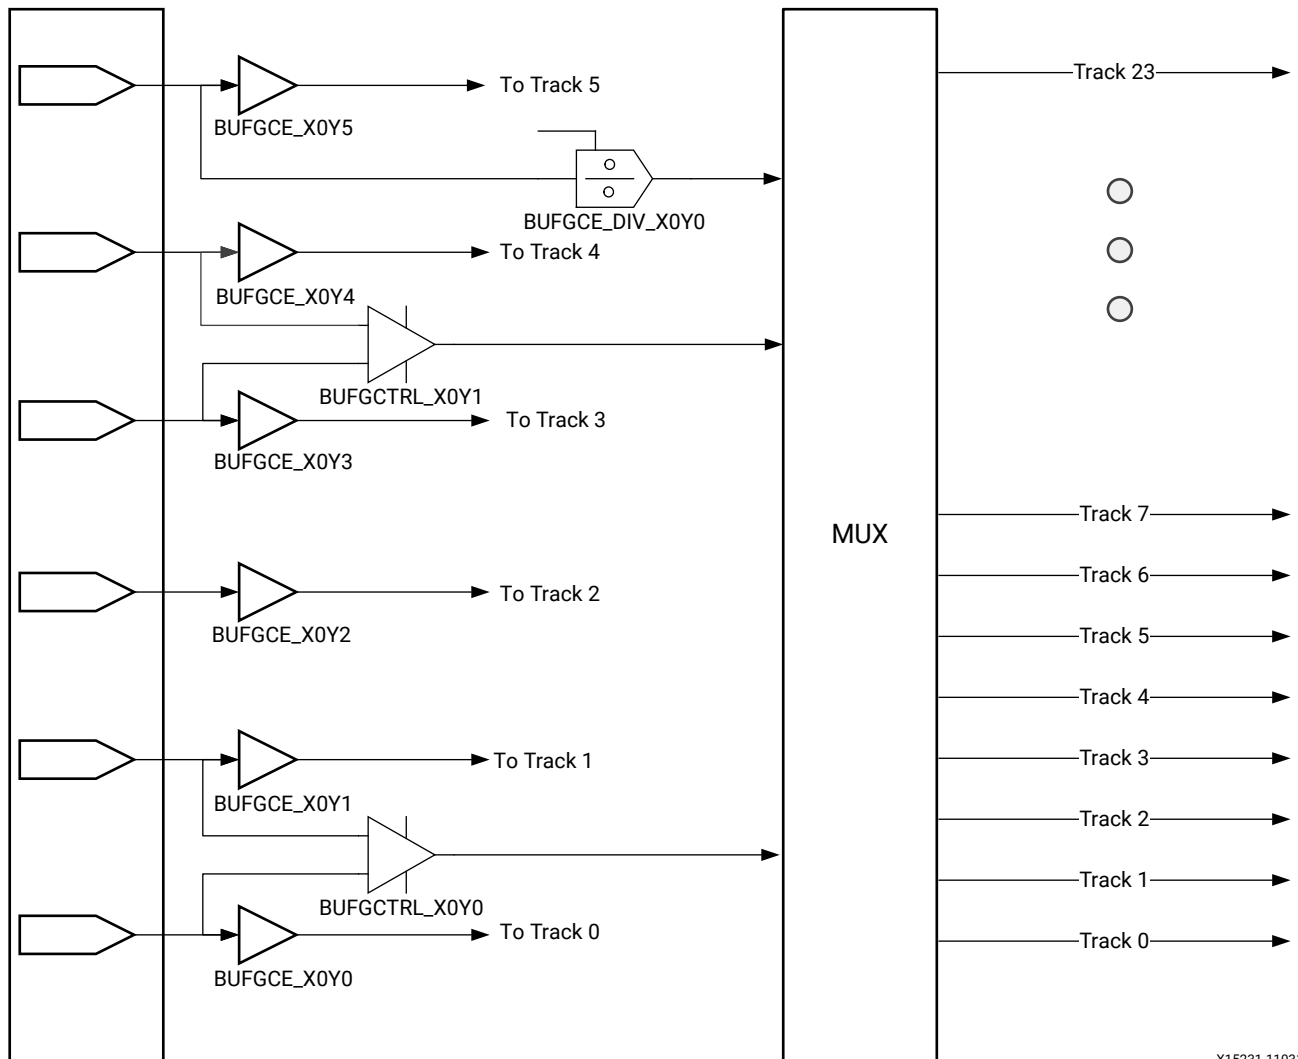 Track 23
To Track 5
BUFGCE_X0Y5
BUFGCE_DIV_X0Y0
To Track 4
BUFGCE_X0Y4
BUFGCTRL_X0Y1
To Track 3
BUFGCE_X0Y3
Track 7
MUX
Track 6
To Track 2
BUFGCE_X0Y2
Track 5
Track 4
To Track 1
Track 3
BUFGCE_X0Y1
Track 2
Track 1
BUFGCTRL_X0Y0
To Track 0
Track 0
BUFGCE_X0Y0